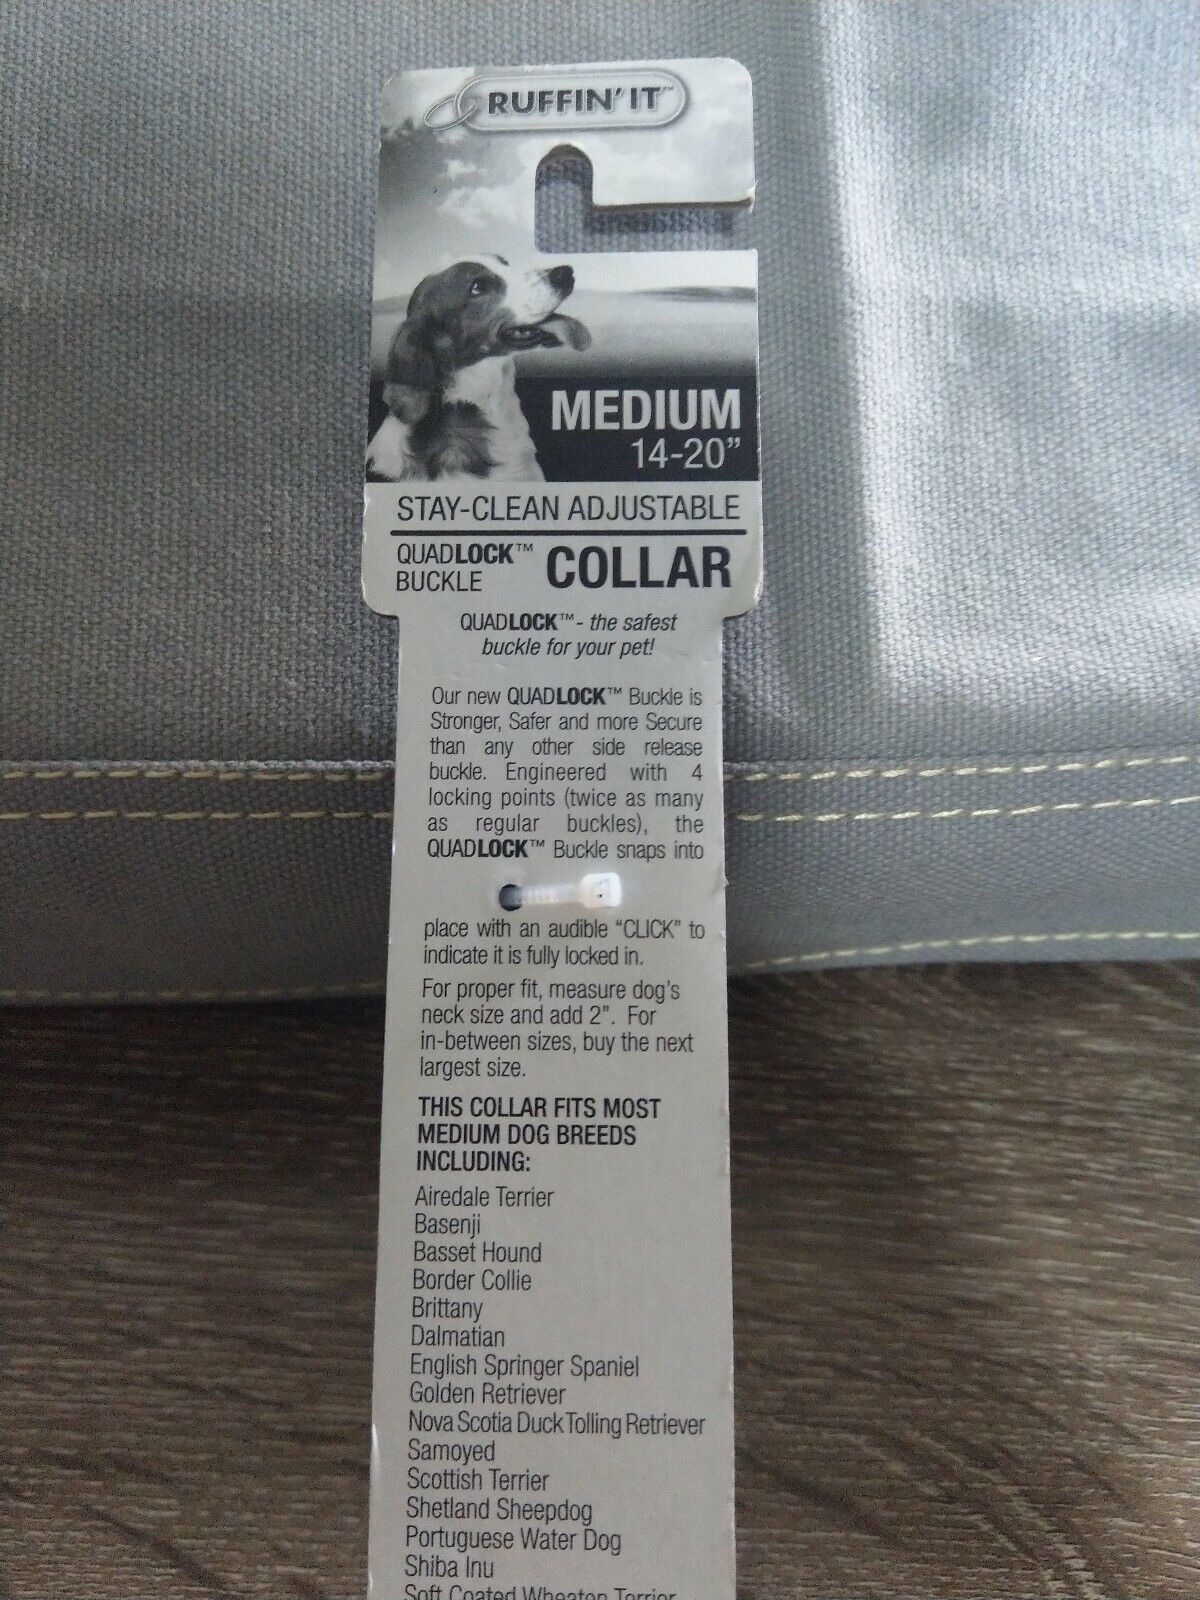 RUFFIN' IT™
MEDIUM
14-20"
STAY-CLEAN ADJUSTABLE
QUADLOCK™
BUCKLE
COLLAR
QUADLOCK™- the safest
buckle for your pet!
Our new QUADLOCK™ Buckle is
Stronger, Safer and more Secure
than any other side release
buckle. Engineered with 4
locking points (twice as many
as regular buckles), the
QUADLOCK™ Buckle snaps into
place with an audible “CLICK” to
indicate it is fully locked in.
For proper fit, measure dog's
neck size and add 2". For
in-between sizes, buy the next
largest size.
THIS COLLAR FITS MOST
MEDIUM DOG BREEDS
INCLUDING:
Airedale Terrier
Basenji
Basset Hound
Border Collie
Brittany
Dalmatian
English Springer Spaniel
Golden Retriever
Nova Scotia Duck Tolling Retriever
Samoyed
Scottish Terrier
Shetland Sheepdog
Portuguese Water Dog
Shiba Inu
Soft Coated Wheaten Terrier